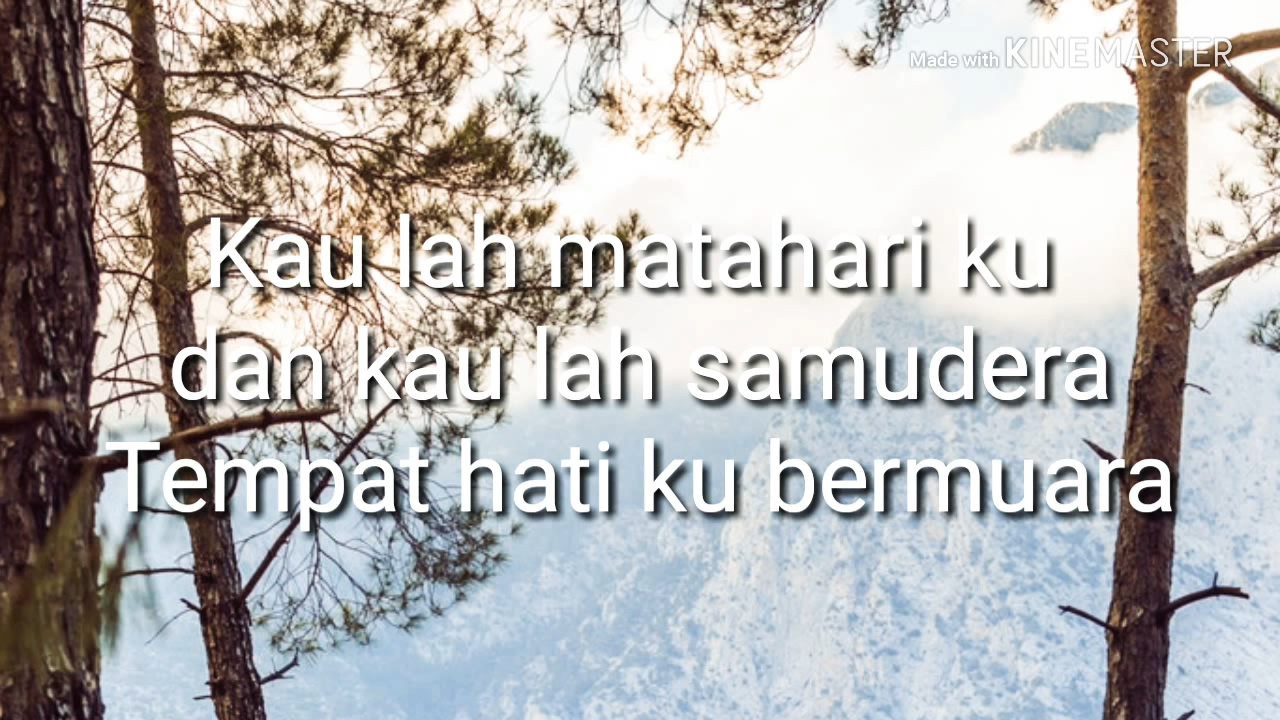 Made with KINEMASTER
Kau lah matahari ku
dan kau lah samudera
Tempat hati ku bermuara